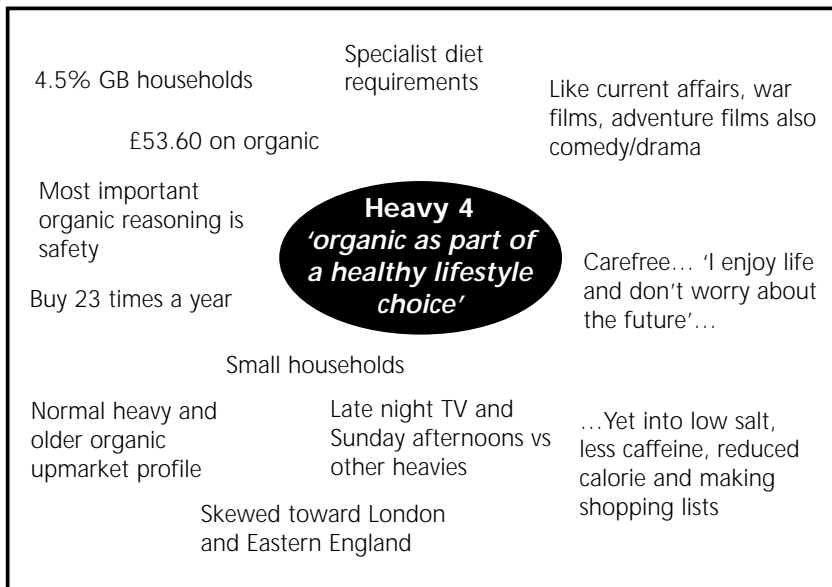 4.5% GB households
Specialist diet
requirements
Like current affairs, war
films, adventure films also
comedy/drama
£53.60 on organic
Most important
organic reasoning is
safety
Heavy 4
‘organic as part of
a healthy lifestyle
choice’
Carefree... ‘I enjoy life
and don’t worry about
the future’...
Buy 23 times a year
Small households
Normal heavy and
older organic
upmarket profile
Late night TV and
Sunday afternoons vs
other heavies
...Yet into low salt,
less caffeine, reduced
calorie and making
shopping lists
Skewed toward London
and Eastern England